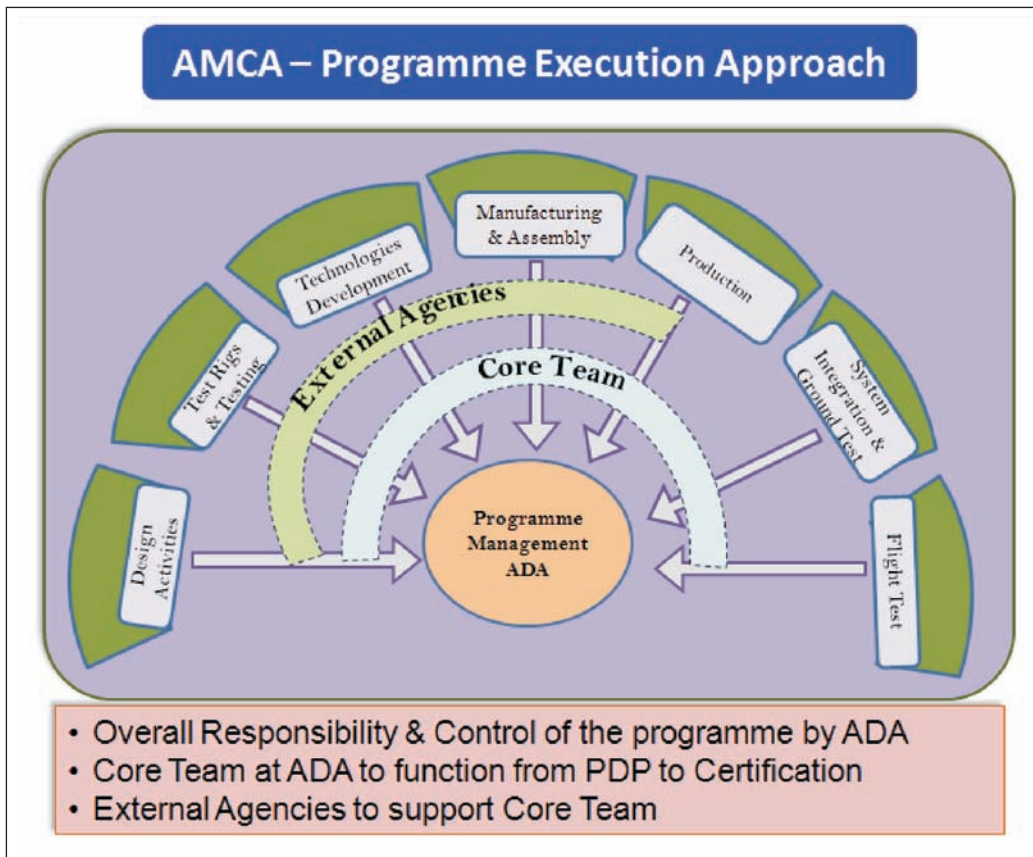 AMCA – Programme Execution Approach
Design
Activities
Test Rigs
& Testing
Technologies
Development
Manufacturing
& Assembly
Production
System
Integration &
Ground Test
Flight Test
External Agencies
Core Team
Programme
Management
ADA
• Overall Responsibility & Control of the programme by ADA
• Core Team at ADA to function from PDP to Certification
• External Agencies to support Core Team